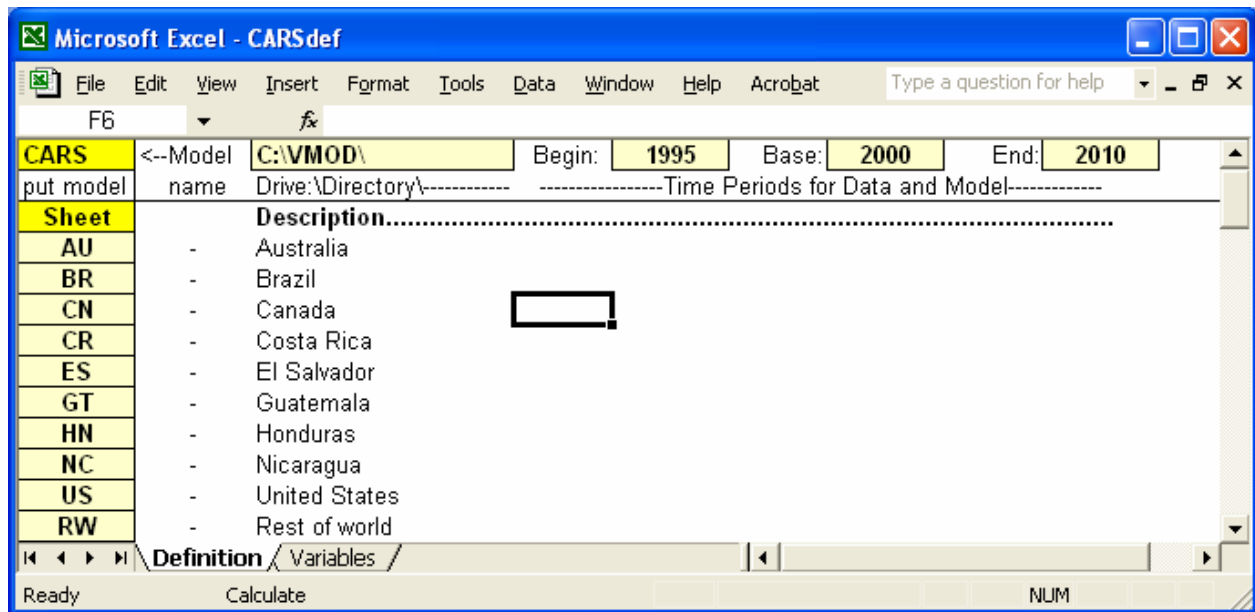 Microsoft Excel - CARSdef
File Edit View Insert Format Tools Data Window Help Acrobat Type a question for help
F6 fx
CARS <--Model C:\VMOD\ Begin: 1995 Base: 2000 End: 2010
put model name Drive:\Directory\------------ -----------------Time Periods for Data and Model-------------
Sheet Description....................................................................................................
AU - Australia
BR - Brazil
CN - Canada
CR - Costa Rica
ES - El Salvador
GT - Guatemala
HN - Honduras
NC - Nicaragua
US - United States
RW - Rest of world
Definition / Variables /
Ready Calculate NUM